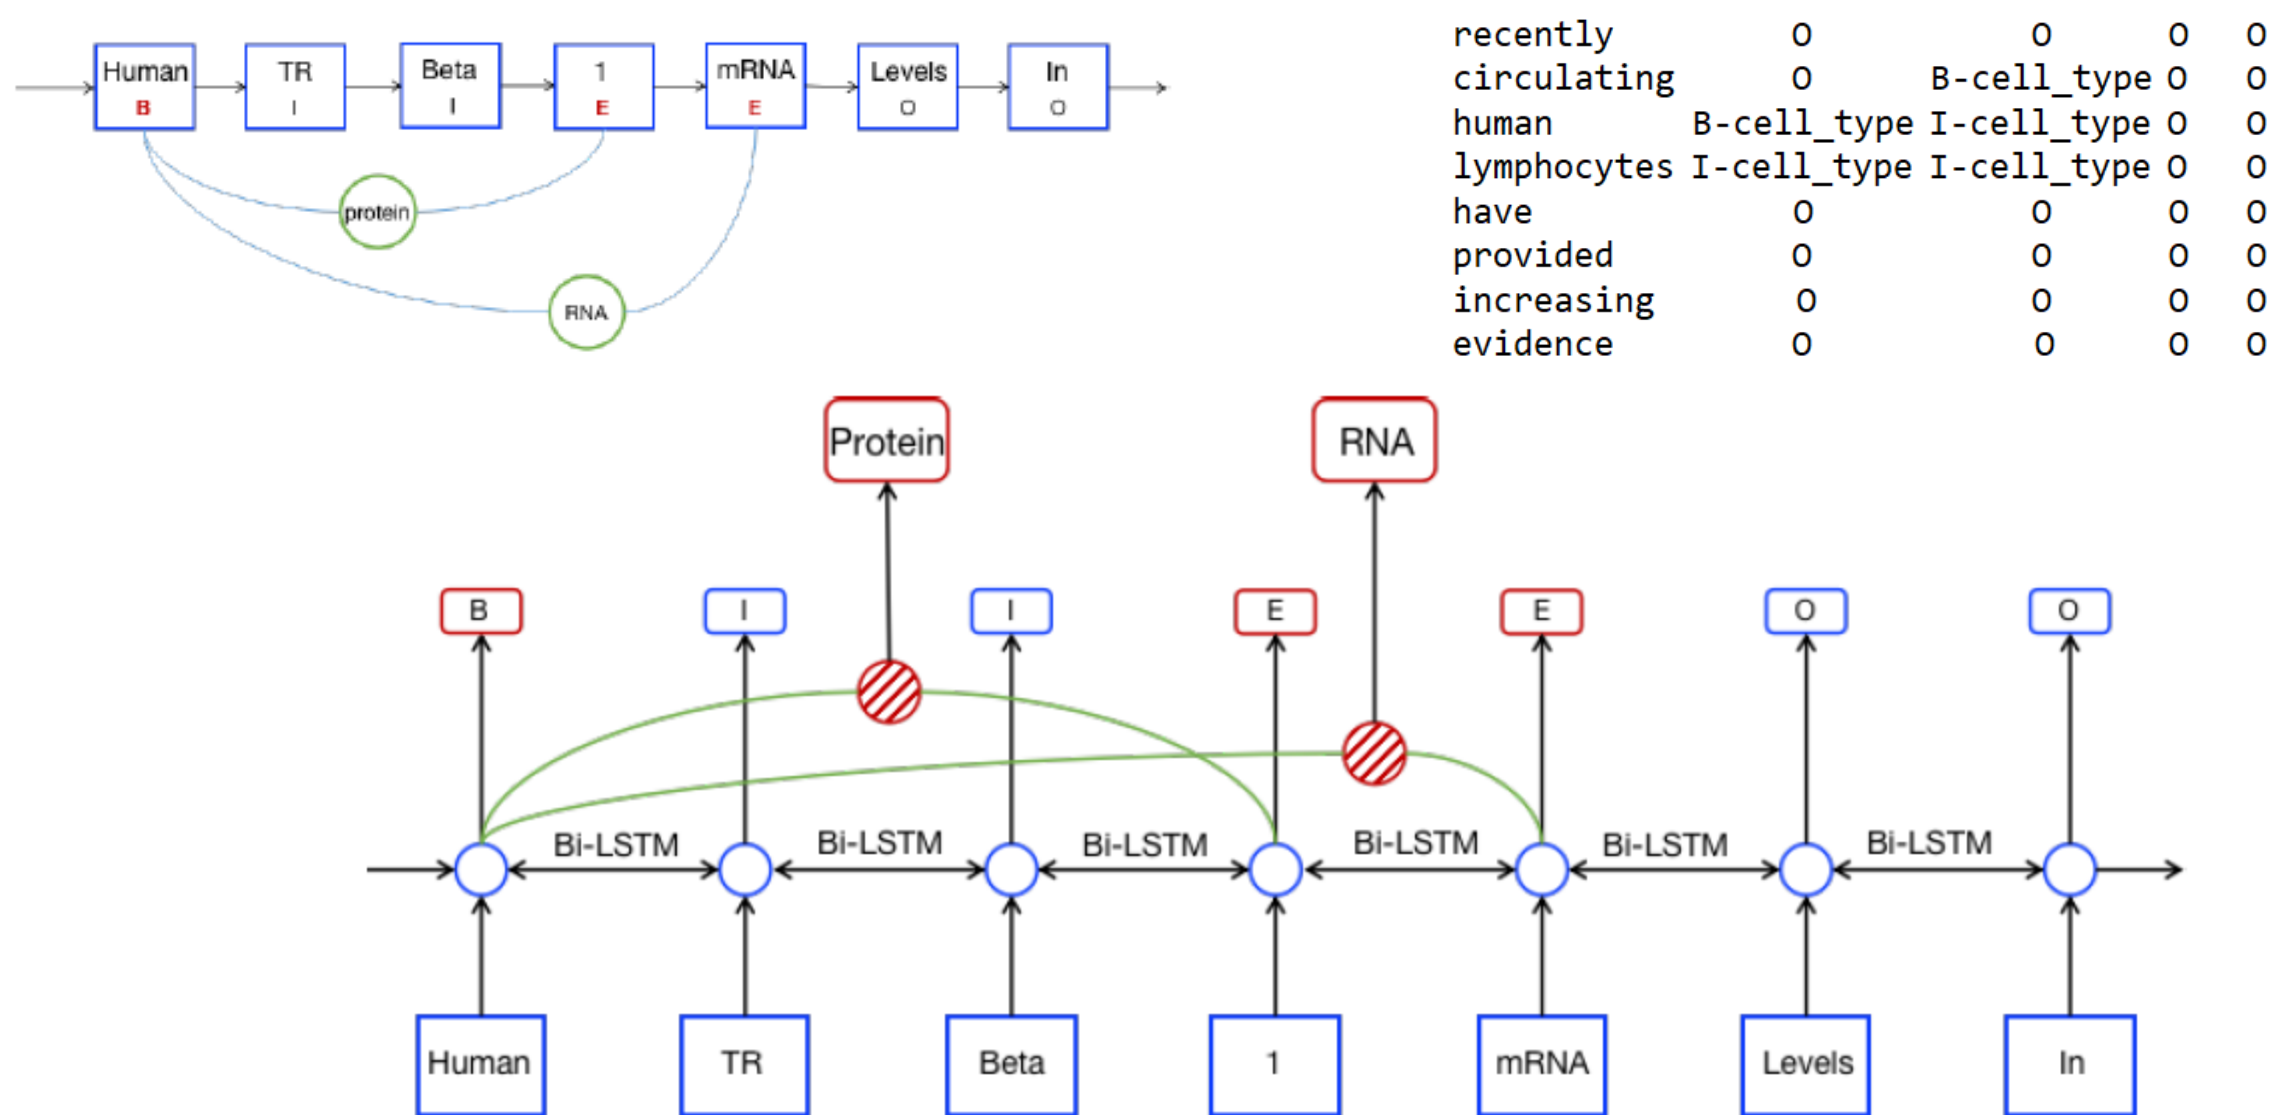 Human TR Beta 1 mRNA Levels In
B I I E E O O
protein
RNA
recently O O O O
circulating O B-cell_type O O
human B-cell_type I-cell_type O O
lymphocytes I-cell_type I-cell_type O O
have O O O O
provided O O O O
increasing O O O O
evidence O O O O
Protein RNA
B I I E E O O
Bi-LSTM Bi-LSTM Bi-LSTM Bi-LSTM Bi-LSTM Bi-LSTM
Human TR Beta 1 mRNA Levels In